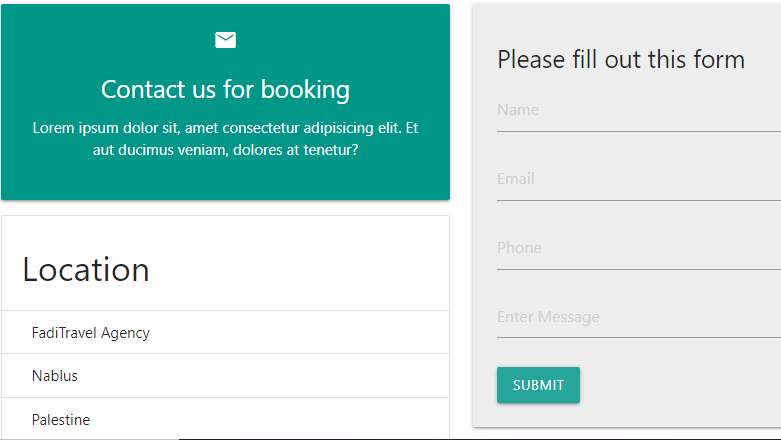 Contact us for booking
Lorem ipsum dolor sit, amet consectetur adipisicing elit. Et
aut ducimus veniam, dolores at tenetur?
Location
FadiTravel Agency
Nablus
Palestine
Please fill out this form
Name
Email
Phone
Enter Message
SUBMIT